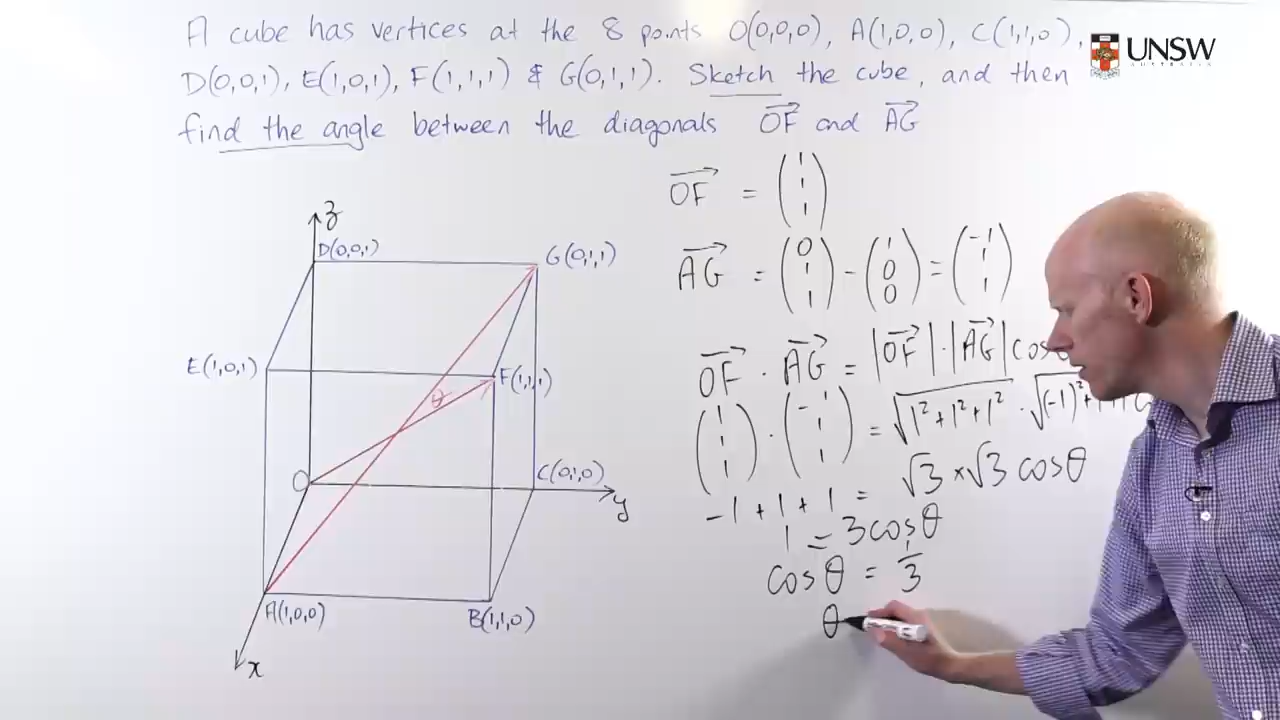 A cube has vertices at the 8 points O(0,0,0), A(1,0,0), C(1,1,0),
D(0,0,1), E(1,0,1), F(1,1,1) & G(0,1,1). Sketch the cube, and then
find the angle between the diagonals OF and AG
UNSW
AUSTRALIA
z
D(0,0,1)
G(0,1,1)
E(1,0,1)
F(1,1,1)
θ
O
C(0,1,0)
y
A(1,0,0)
B(1,1,0)
x
OF = (1 1 1)
AG = (0 1 1) - (1 0 0) = (-1 1 1)
OF · AG = |OF| · |AG| cos
(1 1 1) · (-1 1 1) = √1²+1²+1² · √(-1)²+
-1 + 1 + 1 = √3 × √3 cos θ
1 = 3 cos θ
cos θ = 1/3
θ